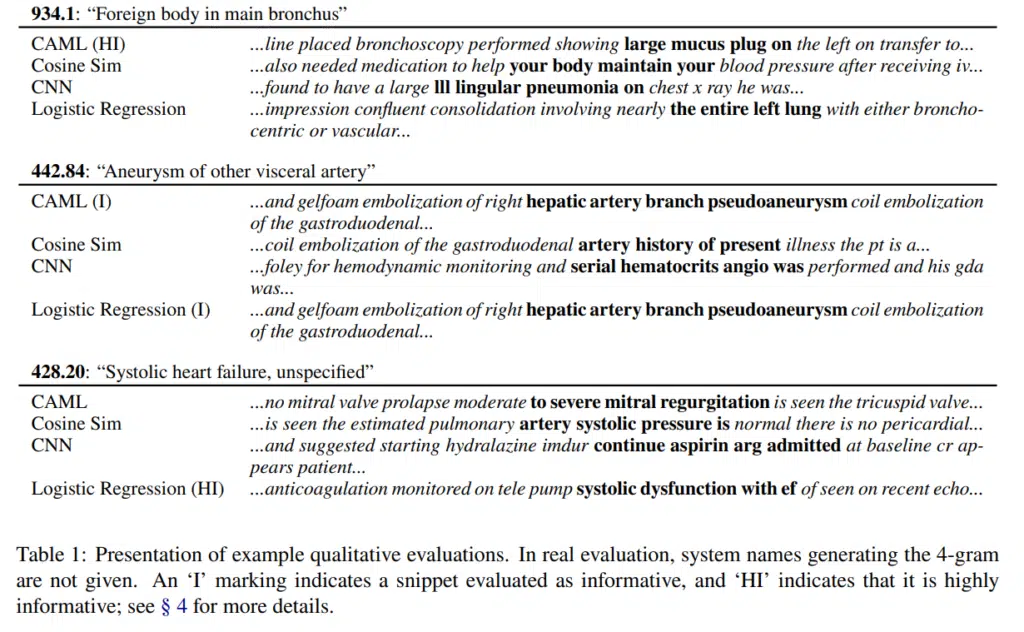 934.1: “Foreign body in main bronchus”
CAML (HI) ...line placed bronchoscopy performed showing large mucus plug on the left on transfer to...
Cosine Sim ...also needed medication to help your body maintain your blood pressure after receiving iv...
CNN ...found to have a large lll lingular pneumonia on chest x ray he was...
Logistic Regression ...impression confluent consolidation involving nearly the entire left lung with either broncho-
centric or vascular...
442.84: “Aneurysm of other visceral artery”
CAML (I) ...and gelfoam embolization of right hepatic artery branch pseudoaneurysm coil embolization
of the gastroduodenal...
Cosine Sim ...coil embolization of the gastroduodenal artery history of present illness the pt is a...
CNN ...foley for hemodynamic monitoring and serial hematocrits angio was performed and his gda
was...
Logistic Regression (I) ...and gelfoam embolization of right hepatic artery branch pseudoaneurysm coil embolization
of the gastroduodenal...
428.20: “Systolic heart failure, unspecified”
CAML ...no mitral valve prolapse moderate to severe mitral regurgitation is seen the tricuspid valve...
Cosine Sim ...is seen the estimated pulmonary artery systolic pressure is normal there is no pericardial...
CNN ...and suggested starting hydralazine imdur continue aspirin arg admitted at baseline cr ap-
pears patient...
Logistic Regression (HI) ...anticoagulation monitored on tele pump systolic dysfunction with ef of seen on recent echo...
Table 1: Presentation of example qualitative evaluations. In real evaluation, system names generating the 4-gram
are not given. An ‘I’ marking indicates a snippet evaluated as informative, and ‘HI’ indicates that it is highly
informative; see § 4 for more details.